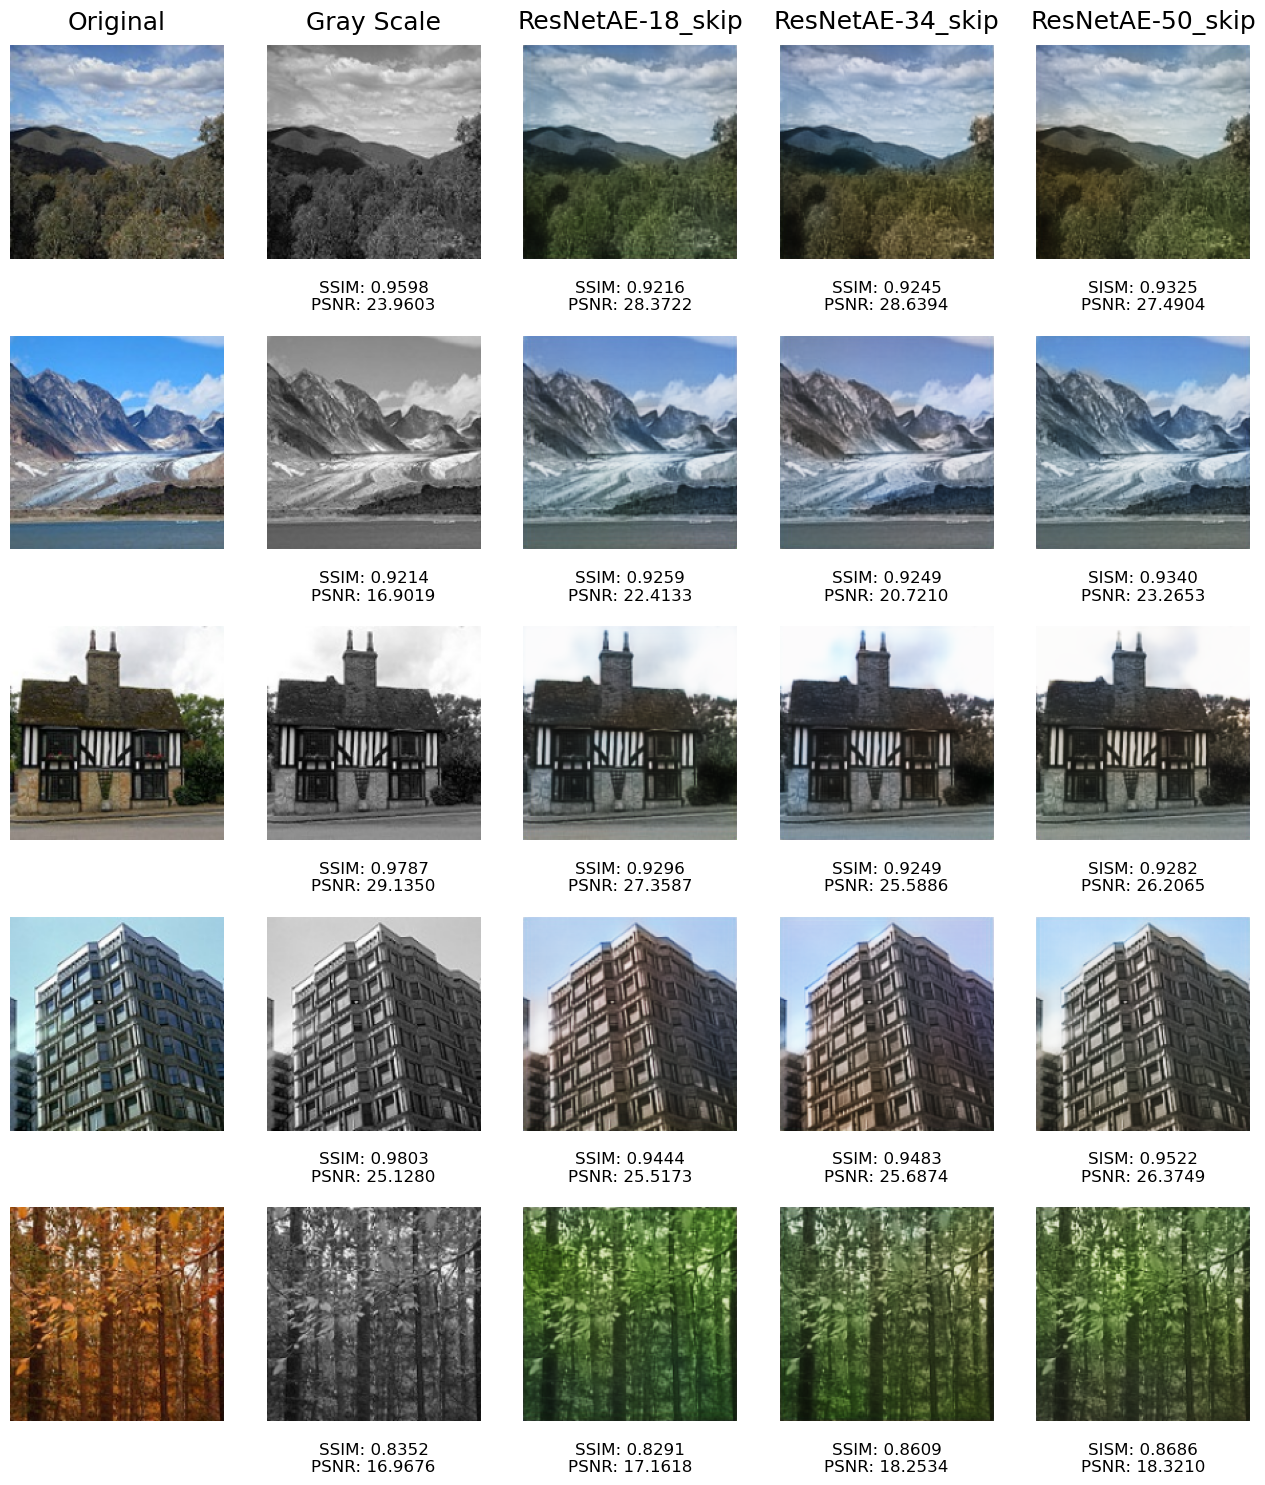 Original Gray Scale ResNetAE-18_skip ResNetAE-34_skip ResNetAE-50_skip
SSIM: 0.9598 SSIM: 0.9216 SSIM: 0.9245 SISM: 0.9325
PSNR: 23.9603 PSNR: 28.3722 PSNR: 28.6394 PSNR: 27.4904
SSIM: 0.9214 SSIM: 0.9259 SSIM: 0.9249 SISM: 0.9340
PSNR: 16.9019 PSNR: 22.4133 PSNR: 20.7210 PSNR: 23.2653
SSIM: 0.9787 SSIM: 0.9296 SSIM: 0.9249 SISM: 0.9282
PSNR: 29.1350 PSNR: 27.3587 PSNR: 25.5886 PSNR: 26.2065
SSIM: 0.9803 SSIM: 0.9444 SSIM: 0.9483 SISM: 0.9522
PSNR: 25.1280 PSNR: 25.5173 PSNR: 25.6874 PSNR: 26.3749
SSIM: 0.8352 SSIM: 0.8291 SSIM: 0.8609 SISM: 0.8686
PSNR: 16.9676 PSNR: 17.1618 PSNR: 18.2534 PSNR: 18.3210